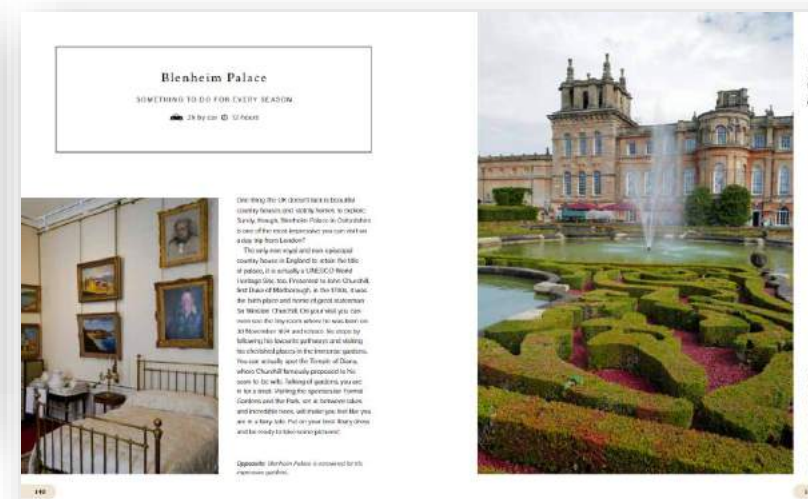 Blenheim Palace
SOMETHING TO DO FOR EVERY SEASON
2h by car 12 hours
One thing the UK doesn't lack is beautiful
country houses and stately homes to explore.
Surely, though, Blenheim Palace in Oxfordshire
is one of the most impressive you can visit on
a day trip from London?
The only non-royal and non-episcopal
country house in England to retain the title
of palace, it is actually a UNESCO World
Heritage Site, too. Presented to John Churchill,
first Duke of Marlborough, in the 1700s, it was
the birth place and home of great statesman
Sir Winston Churchill. On your visit you can
even see the tiny room where he was born on
30 November 1874 and retrace his steps by
following his favourite pathways and visiting
his cherished places in the immense gardens.
You can actually spot the Temple of Diana,
where Churchill famously proposed to his
soon-to-be wife. Talking of gardens, you are
in for a treat. Visiting the spectacular Formal
Gardens and the Park, set in between lakes
and incredible trees, will make you feel like you
are in a fairy tale. Put on your best floaty dress
and be ready to take some pictures!
Opposite: Blenheim Palace is renowned for its
impressive gardens.
140